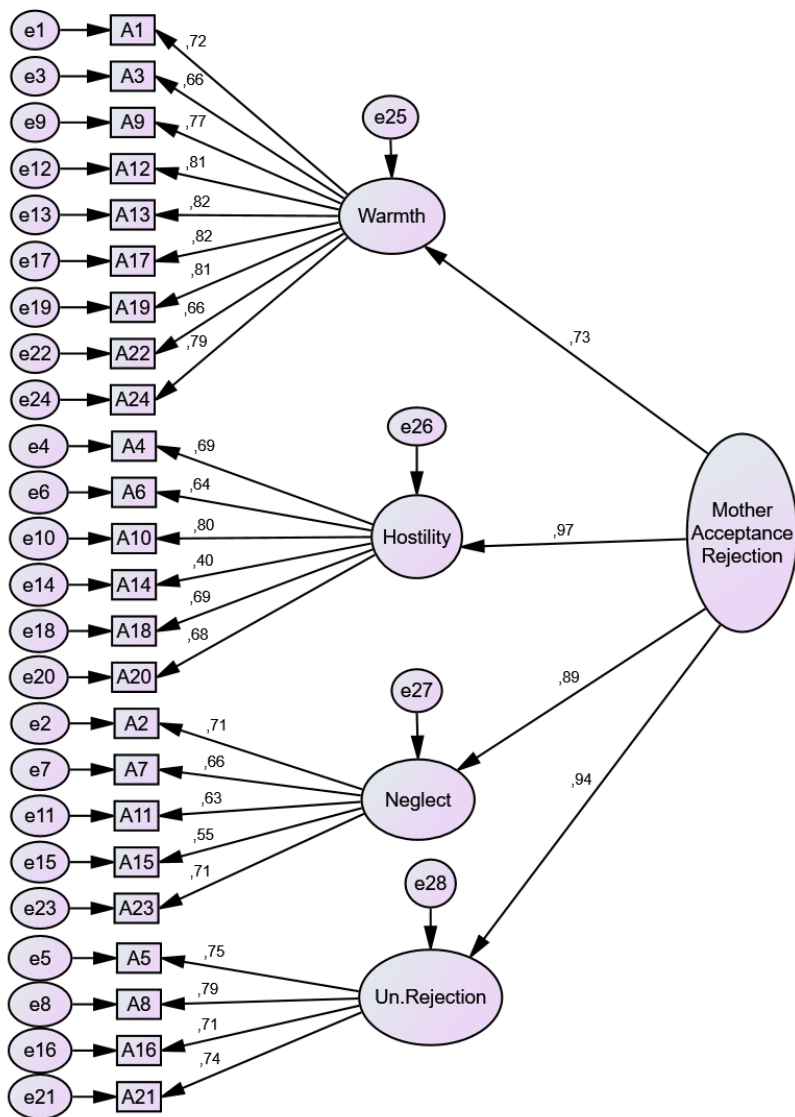 e1 A1 ,72
e3 A3 ,66
e9 A9 ,77
e25
e12 A12 ,81
e13 A13 ,82
Warmth
e17 A17 ,82
e19 A19 ,81
e22 A22 ,66
,73
e24 A24 ,79
e26
e4 A4 ,69
e6 A6 ,64
e10 A10 ,80
Hostility
,97
Mother
Acceptance
Rejection
e14 A14 ,40
e18 A18 ,69
e20 A20 ,68
e27
,89
e2 A2 ,71
e7 A7 ,66
Neglect
,94
e11 A11 ,63
e15 A15 ,55
e23 A23 ,71
e28
e5 A5 ,75
e8 A8 ,79
Un.Rejection
e16 A16 ,71
e21 A21 ,74